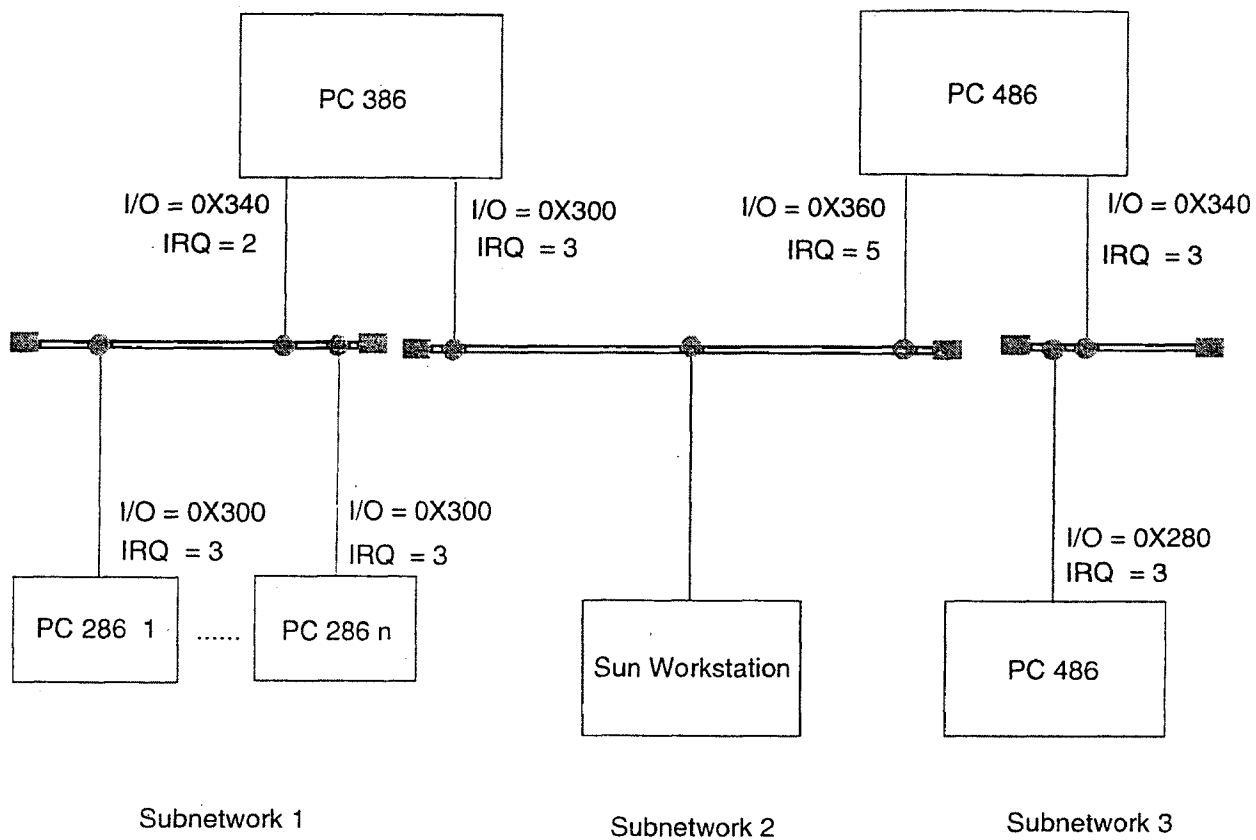 PC 386
PC 486
I/O = 0X340
IRQ = 2
I/O = 0X300
IRQ = 3
I/O = 0X360
IRQ = 5
I/O = 0X340
IRQ = 3
I/O = 0X300
IRQ = 3
I/O = 0X300
IRQ = 3
I/O = 0X280
IRQ = 3
PC 286 1
......
PC 286 n
Sun Workstation
PC 486
Subnetwork 1
Subnetwork 2
Subnetwork 3